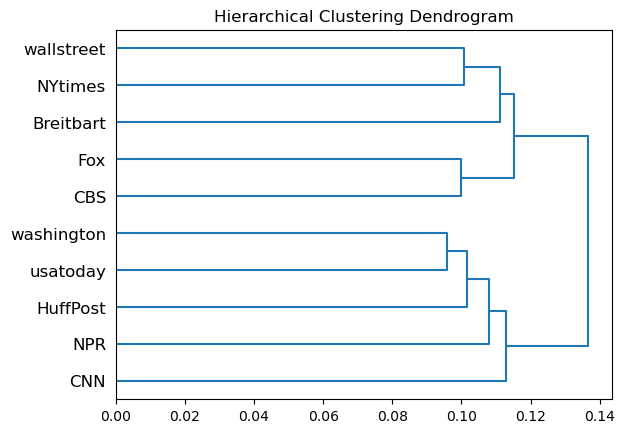 Hierarchical Clustering Dendrogram
wallstreet
NYtimes
Breitbart
Fox
CBS
washington
usatoday
HuffPost
NPR
CNN
0.00 0.02 0.04 0.06 0.08 0.10 0.12 0.14